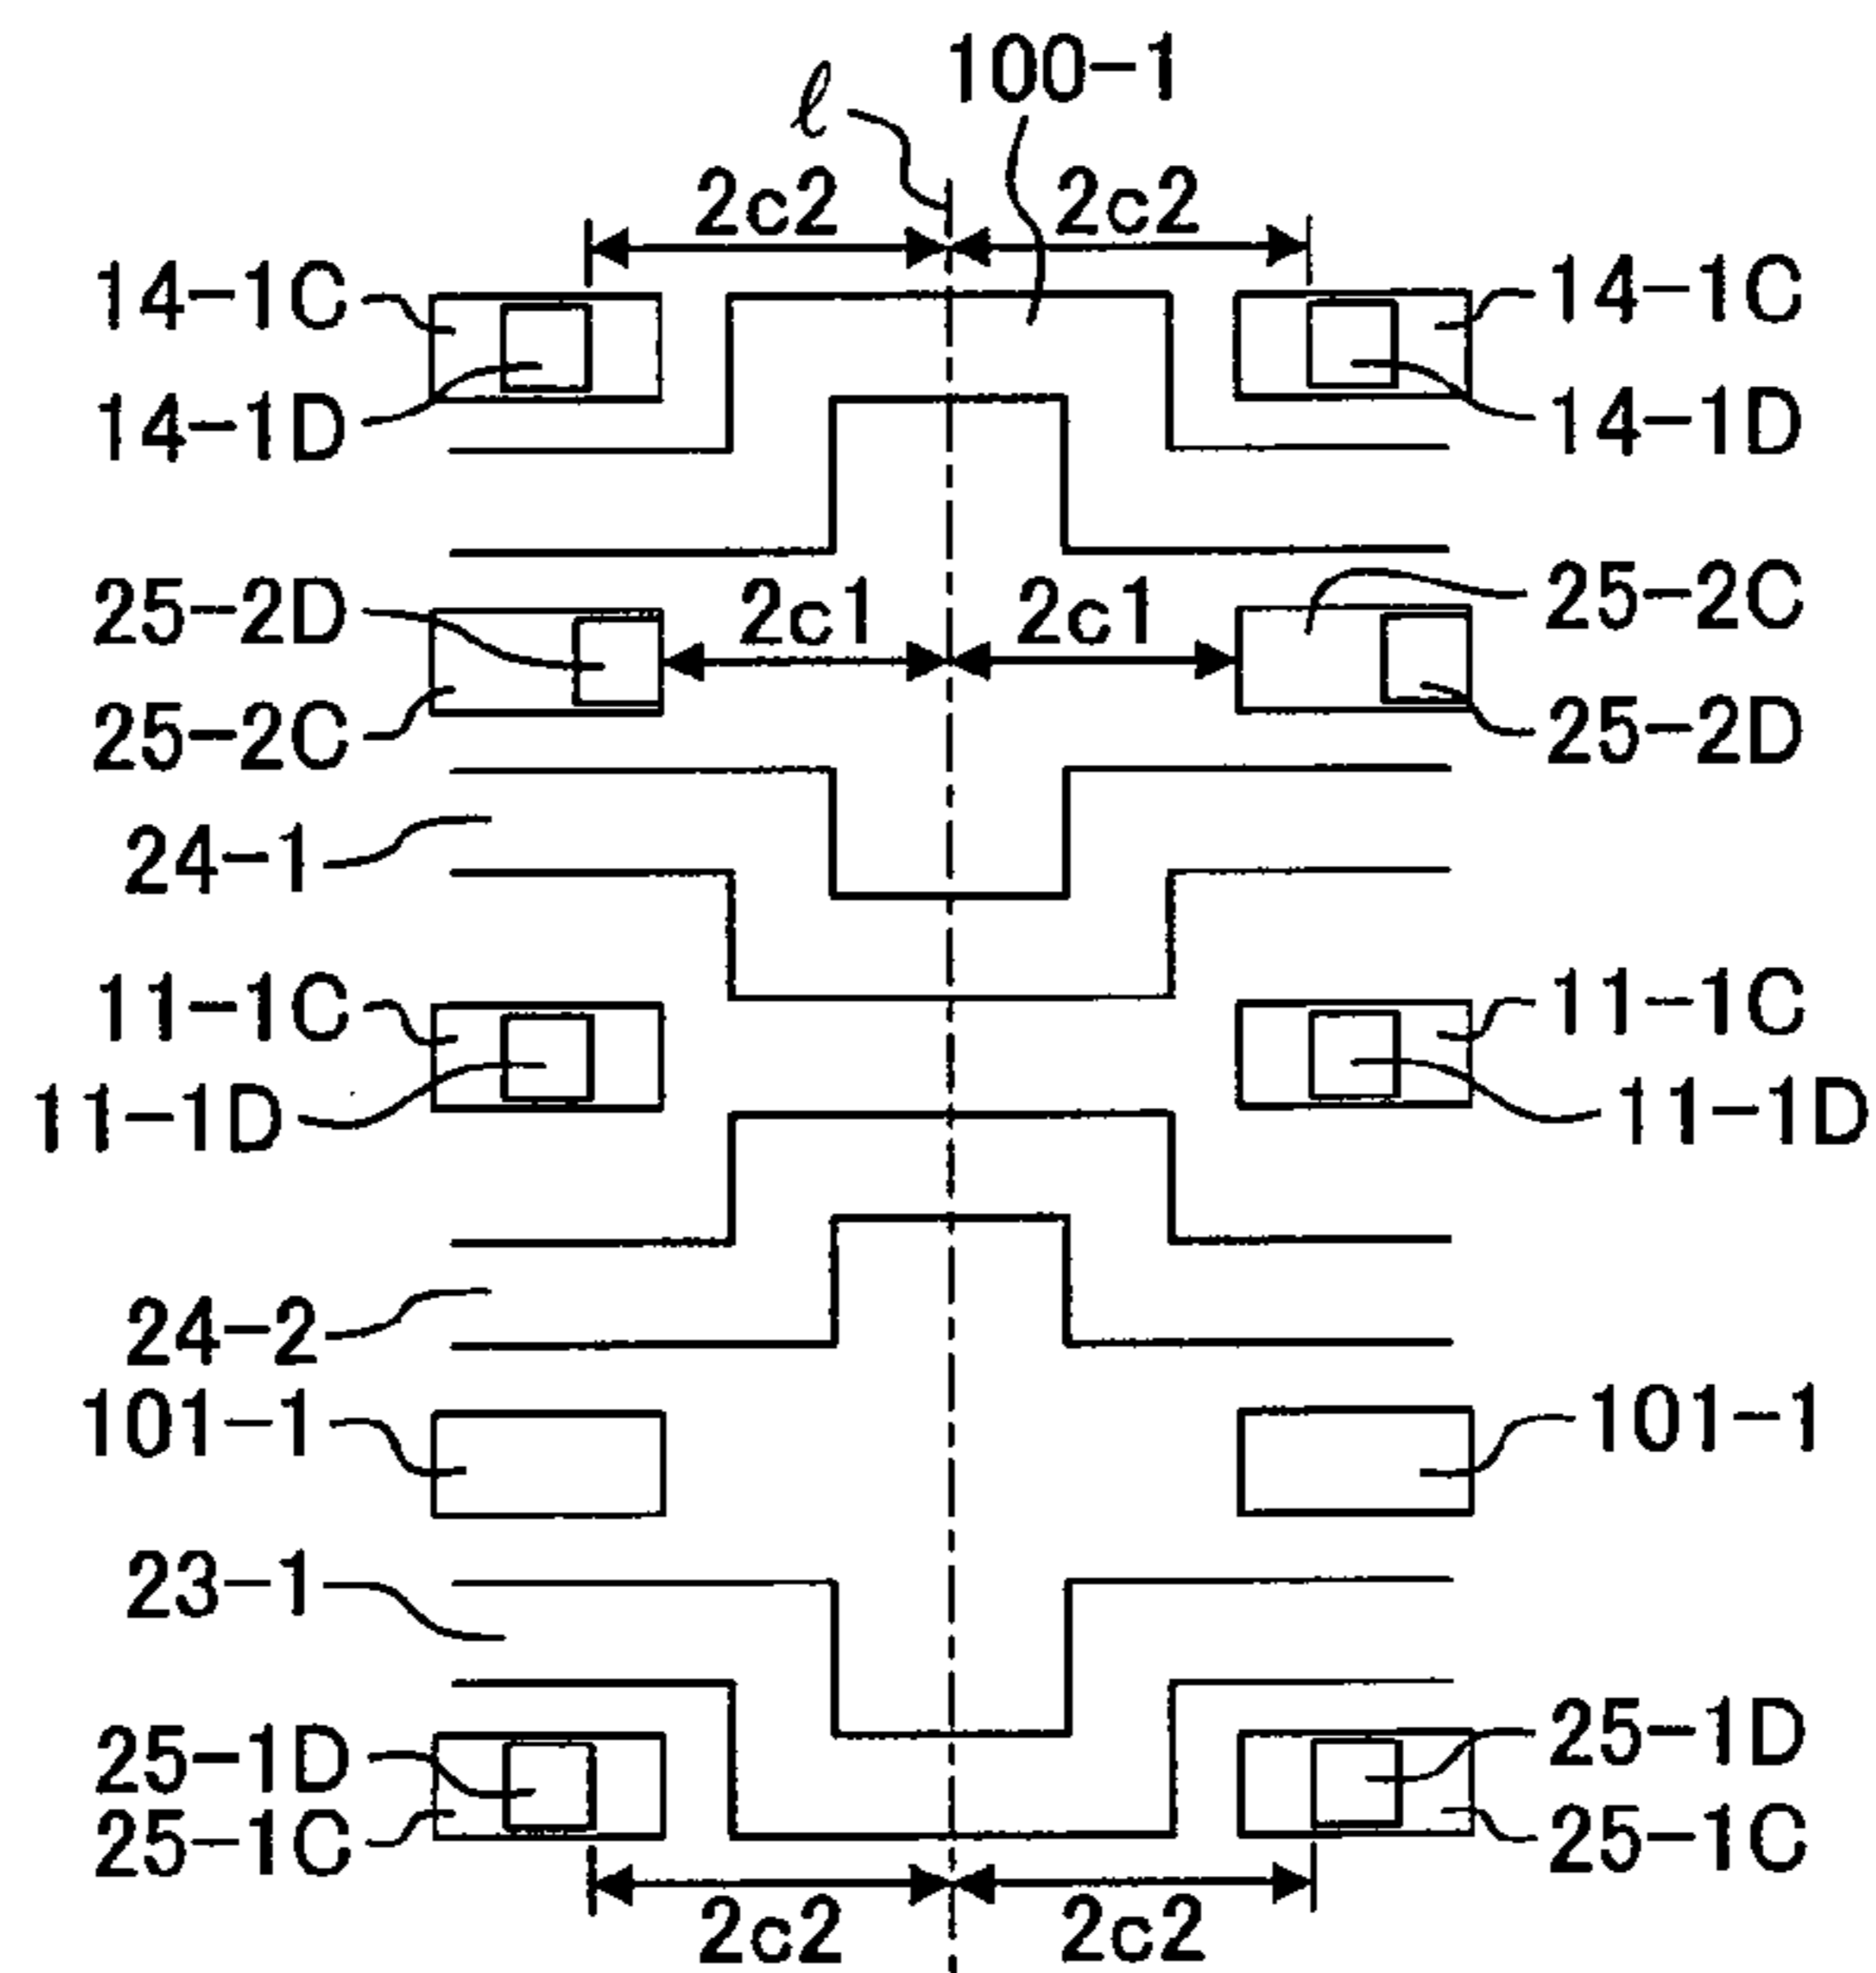 ℓ 100-1
2c2 2c2
14-1C 14-1C
14-1D 14-1D
25-2D 2c1 2c1 25-2C
25-2C 25-2D
24-1
11-1C 11-1C
11-1D 11-1D
24-2
101-1 101-1
23-1
25-1D 25-1D
25-1C 25-1C
2c2 2c2